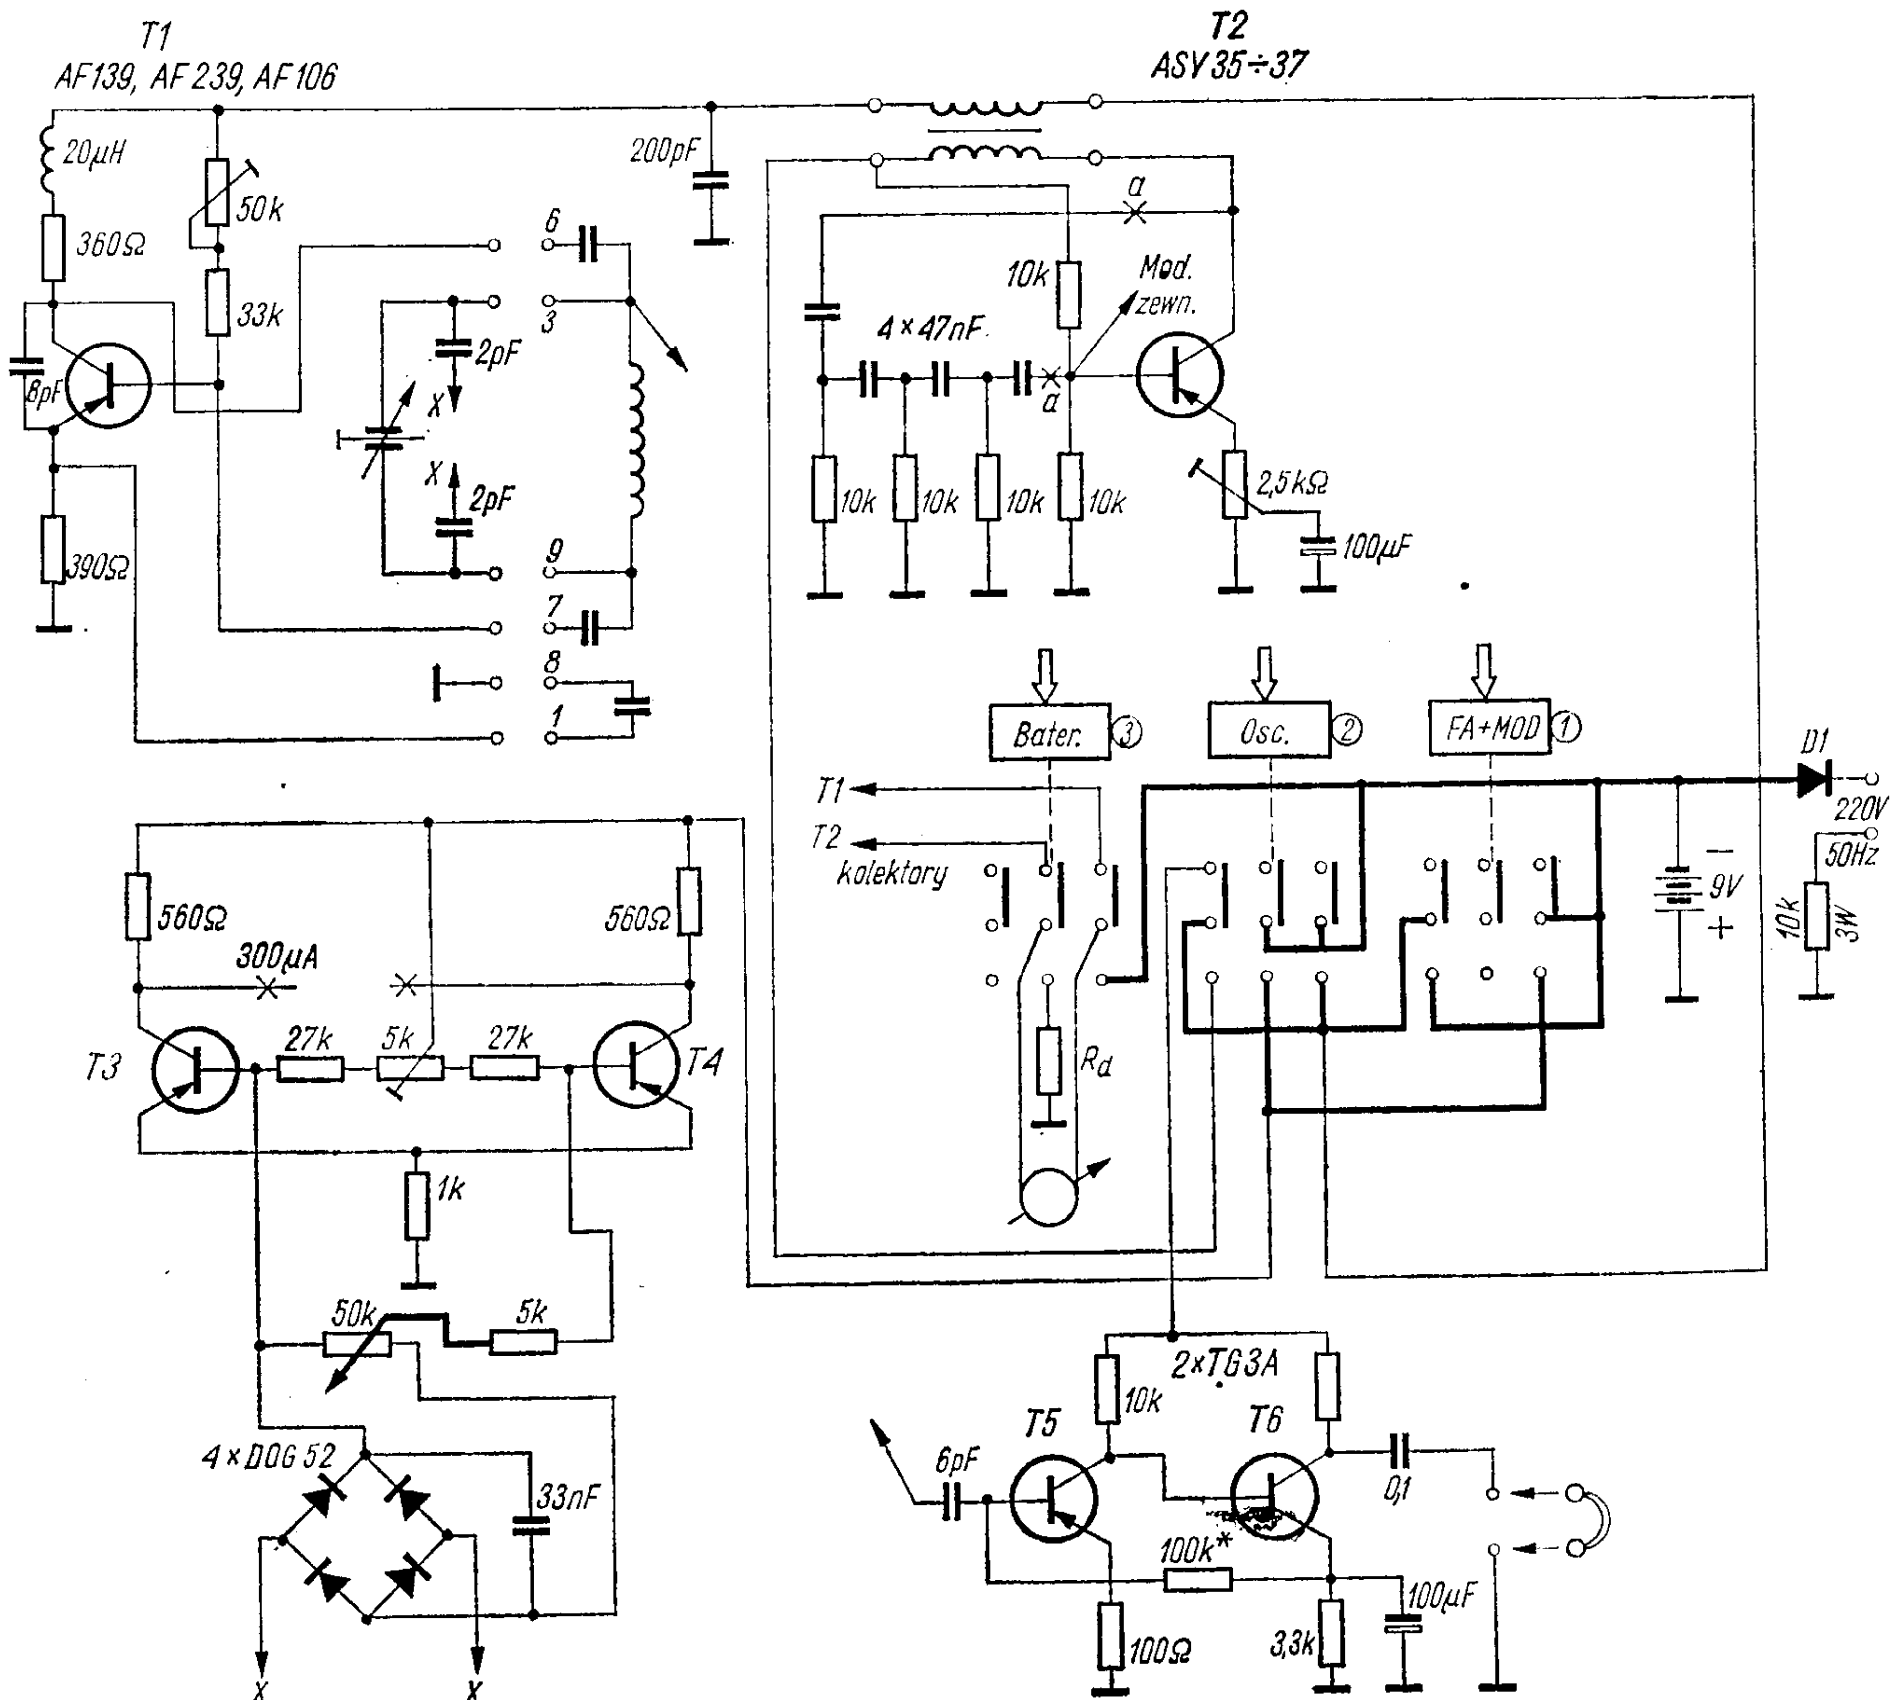 T1
AF139, AF239, AF106
T2
ASY35÷37
20µH
50k
360Ω
33k
8pF
390Ω
200pF
6
3
2pF
X
X
2pF
9
7
8
1
a
10k
Mod.
zewn.
4×47nF
a
10k
10k
10k
10k
2,5kΩ
100µF
Bater.
3
Osc.
2
FA+MOD
1
D1
220V
50Hz
T1
T2
kolektory
−
9V
+
10k
3W
Rd
560Ω
560Ω
300µA
27k
5k
27k
T3
T4
1k
50k
5k
4×DOG52
33nF
X
X
2×TG3A
10k
T5
T6
6pF
0,1
100k*
100µF
100Ω
3,3k